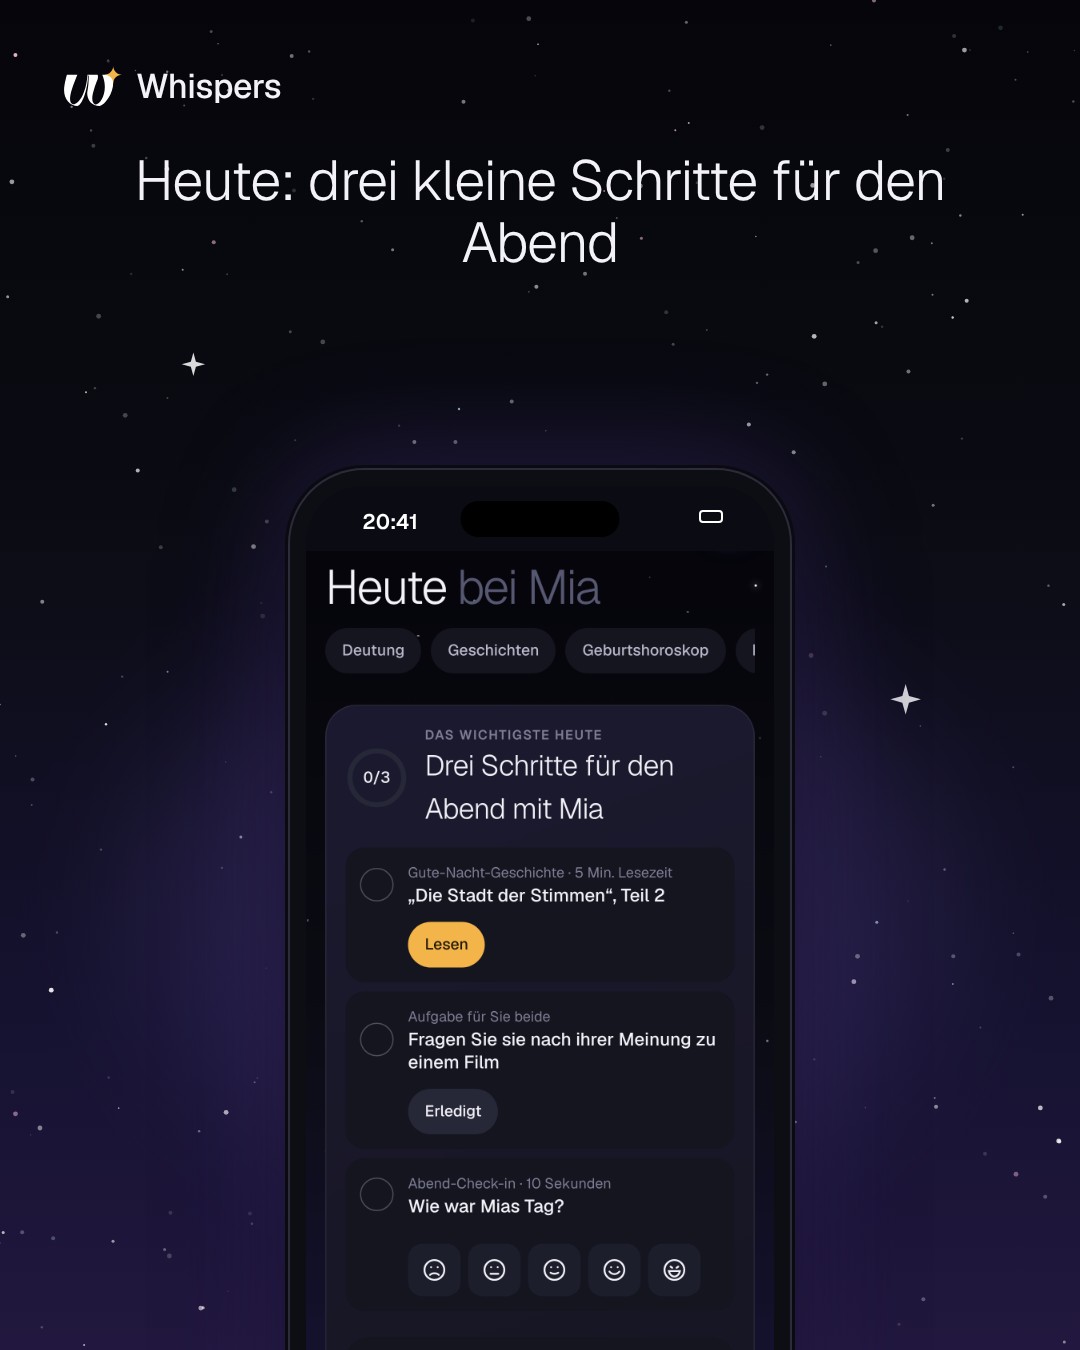 Whispers
Heute: drei kleine Schritte für den
Abend
20:41
Heute bei Mia
Deutung
Geschichten
Geburtshoroskop
DAS WICHTIGSTE HEUTE
0/3
Drei Schritte für den
Abend mit Mia
Gute-Nacht-Geschichte · 5 Min. Lesezeit
„Die Stadt der Stimmen“, Teil 2
Lesen
Aufgabe für Sie beide
Fragen Sie sie nach ihrer Meinung zu
einem Film
Erledigt
Abend-Check-in · 10 Sekunden
Wie war Mias Tag?